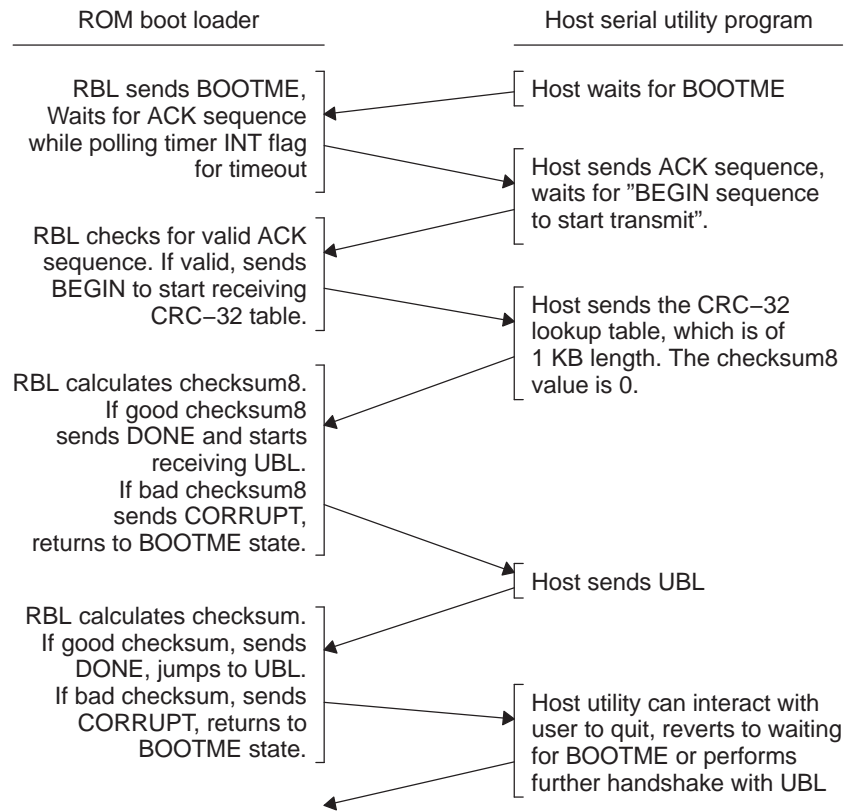 ROM boot loader
Host serial utility program
RBL sends BOOTME,
Waits for ACK sequence
while polling timer INT flag
for timeout
Host waits for BOOTME
Host sends ACK sequence,
waits for ”BEGIN sequence
to start transmit”.
RBL checks for valid ACK
sequence. If valid, sends
BEGIN to start receiving
CRC−32 table.
Host sends the CRC−32
lookup table, which is of
1 KB length. The checksum8
value is 0.
RBL calculates checksum8.
If good checksum8
sends DONE and starts
receiving UBL.
If bad checksum8
sends CORRUPT,
returns to BOOTME state.
Host sends UBL
RBL calculates checksum.
If good checksum, sends
DONE, jumps to UBL.
If bad checksum, sends
CORRUPT, returns to
BOOTME state.
Host utility can interact with
user to quit, reverts to waiting
for BOOTME or performs
further handshake with UBL